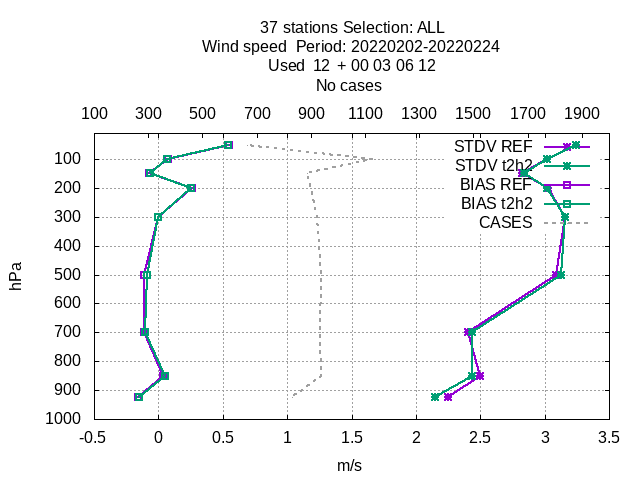 37 stations Selection: ALL
Wind speed  Period: 20220202-20220224
Used  12  + 00 03 06 12
No cases
100 300 500 700 900 1100 1300 1500 1700 1900
STDV REF
STDV t2h2
BIAS REF
BIAS t2h2
CASES
100
200
300
400
500
600
700
800
900
1000
hPa
-0.5 0 0.5 1 1.5 2 2.5 3 3.5
m/s